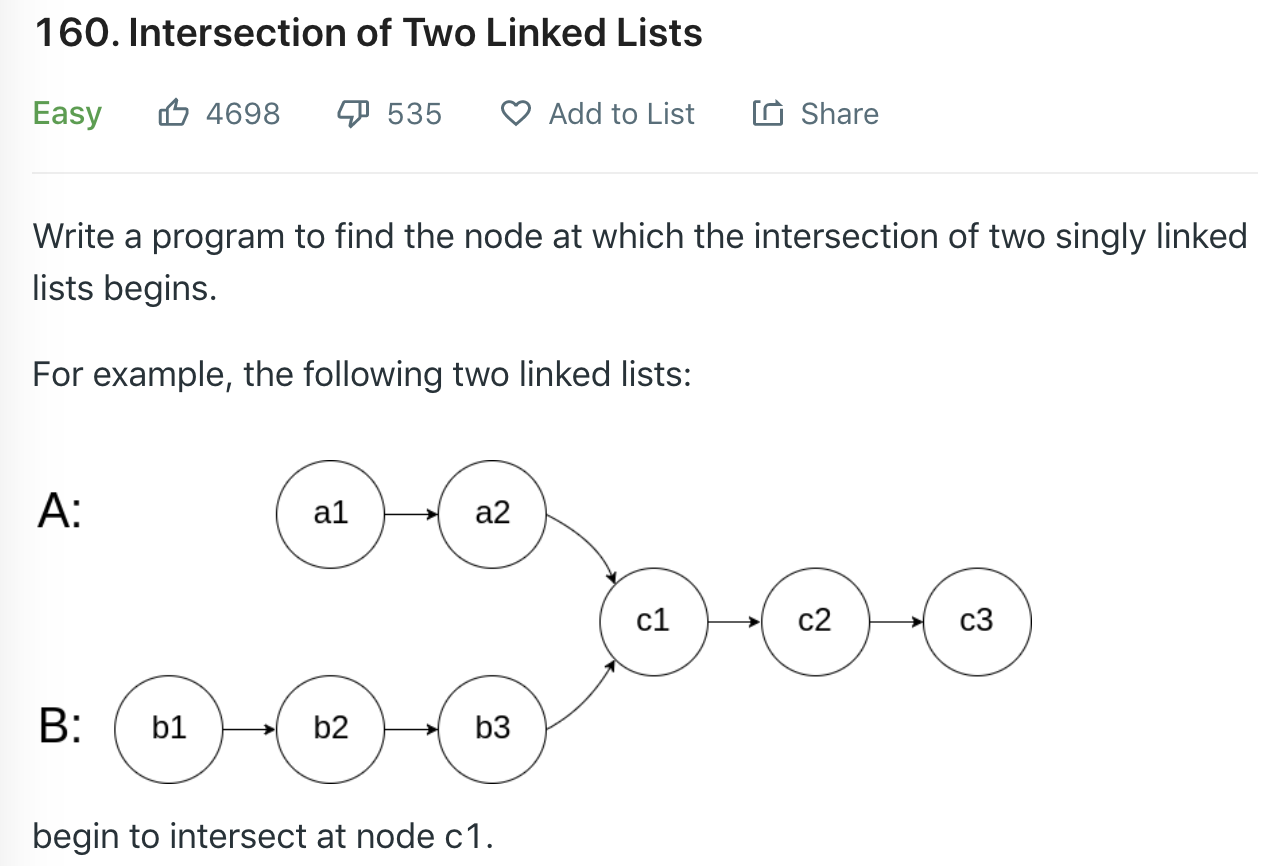 160. Intersection of Two Linked Lists
Easy 4698 535 Add to List Share
Write a program to find the node at which the intersection of two singly linked
lists begins.
For example, the following two linked lists:
A: a1 a2
c1 c2 c3
B: b1 b2 b3
begin to intersect at node c1.